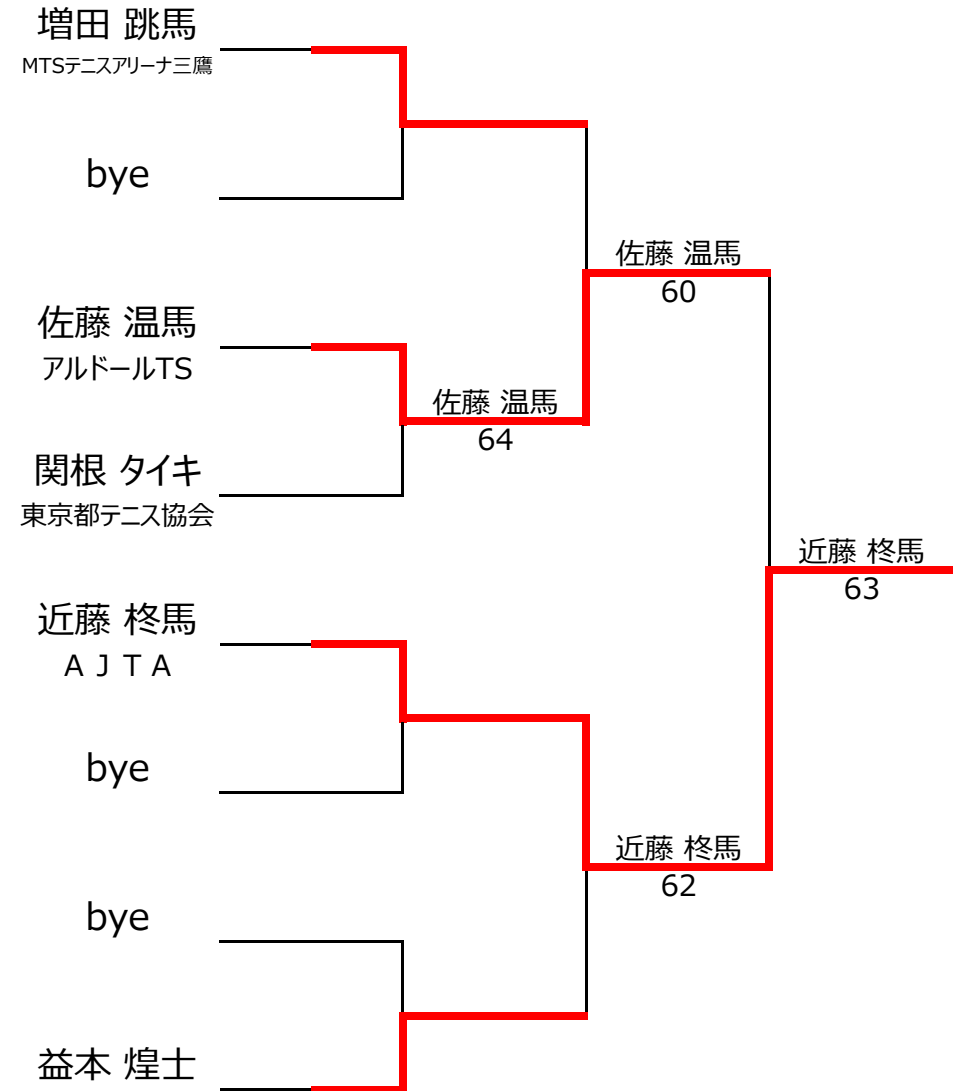 増田 跳馬
MTSテニスアリーナ三鷹
bye
佐藤 温馬
60
佐藤 温馬
アルドールTS
佐藤 温馬
64
関根 タイキ
東京都テニス協会
近藤 柊馬
63
近藤 柊馬
ＡＪＴＡ
bye
近藤 柊馬
62
bye
益本 煌士